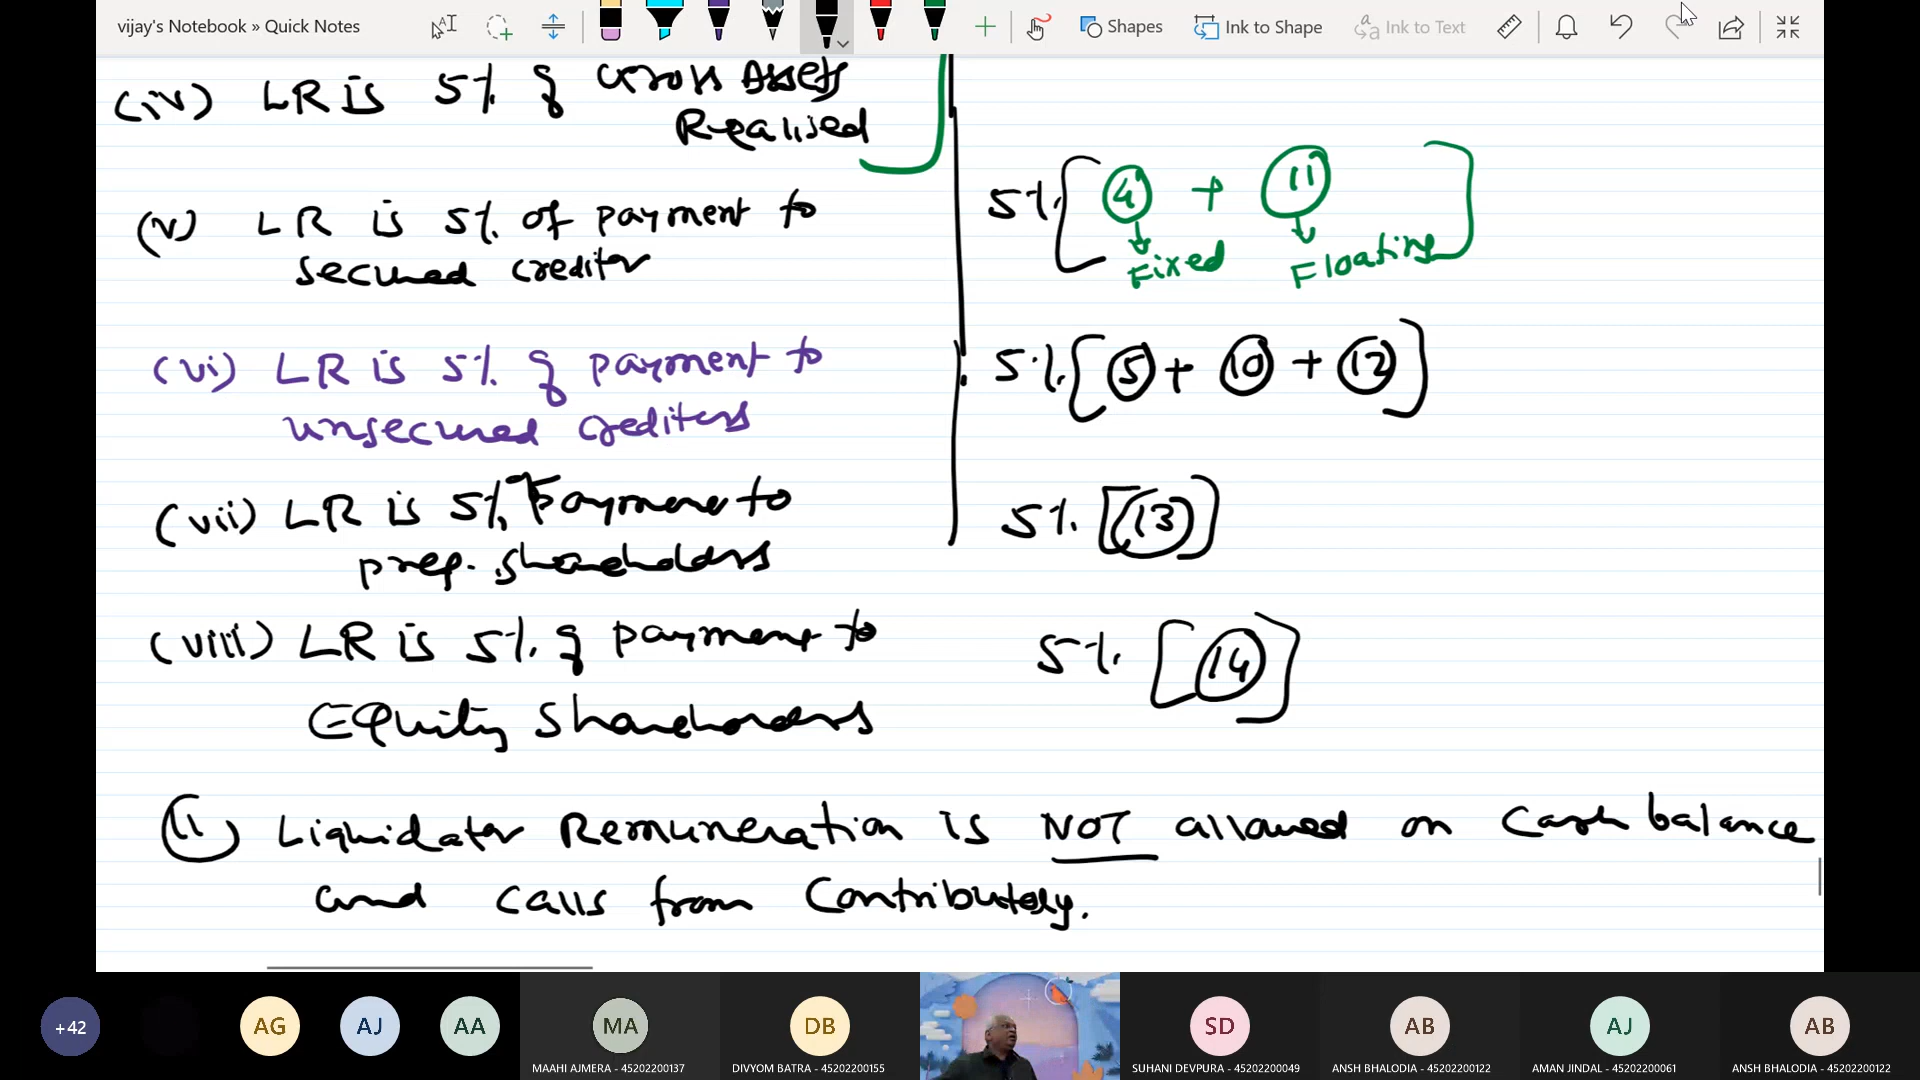 vijay's Notebook » Quick Notes
Shapes
Ink to Shape
Ink to Text
(iv) LR is 5% of Gross Assets
Realised
5% [ 4 + 11 ]
Fixed Floating
(v) LR is 5% of payment to
secured creditor
(vi) LR is 5% of payment to
unsecured creditors
5% [ 5 + 10 + 12 ]
(vii) LR is 5% of payment to
pref. shareholders
5% [ 13 ]
(viii) LR is 5% of payment to
Equity Shareholders
5% [ 14 ]
11 Liquidator Remuneration is NOT allowed on Cash balance
and calls from Contributory.
+42
AG
AJ
AA
MA
MAAHI AJMERA - 45202200137
DB
DIVYOM BATRA - 45202200155
SD
SUHANI DEVPURA - 45202200049
AB
ANSH BHALODIA - 45202200122
AJ
AMAN JINDAL - 45202200061
AB
ANSH BHALODIA - 45202200122